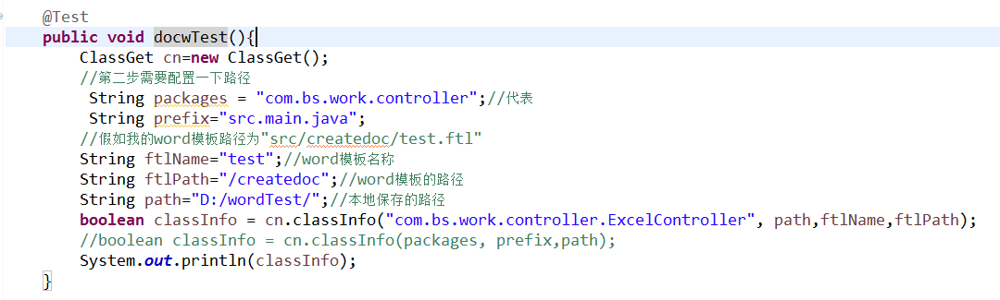 @Test
public void docwTest(){
ClassGet cn=new ClassGet();
//第二步需要配置一下路径
String packages = "com.bs.work.controller";//代表
String prefix="src.main.java";
//假如我的word模板路径为"src/createdoc/test.ftl"
String ftlName="test";//word模板名称
String ftlPath="/createdoc";//word模板的路径
String path="D:/wordTest/";//本地保存的路径
boolean classInfo = cn.classInfo("com.bs.work.controller.ExcelController", path,ftlName,ftlPath);
//boolean classInfo = cn.classInfo(packages, prefix,path);
System.out.println(classInfo);
}